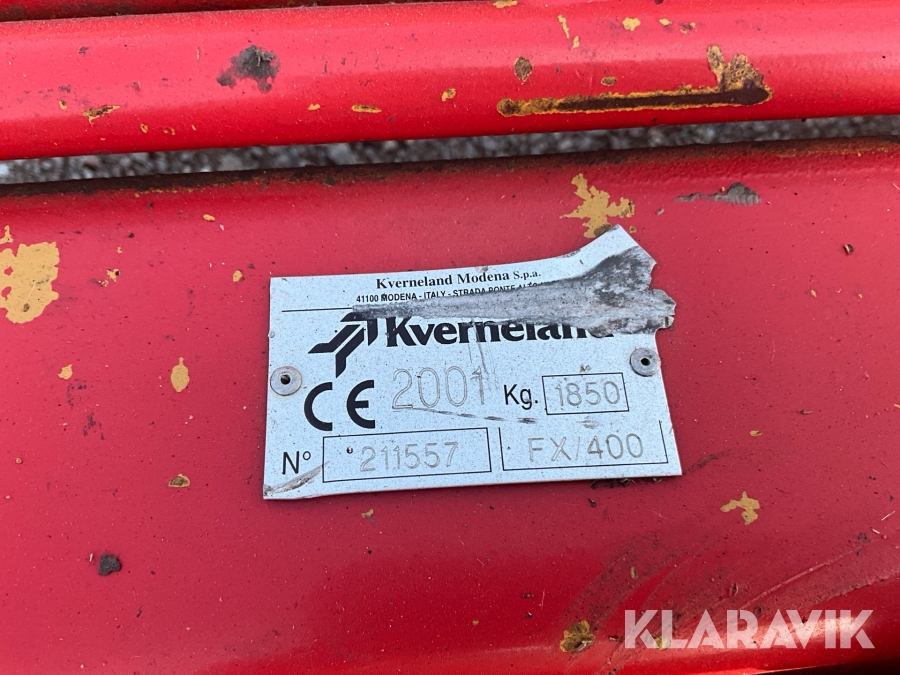 Kverneland Modena S.p.a.
41100 MODENA - ITALY - STRADA PONTE
Kverneland
CE 2001 Kg. 1850
N° 211557 FX/400
KLARAVIK